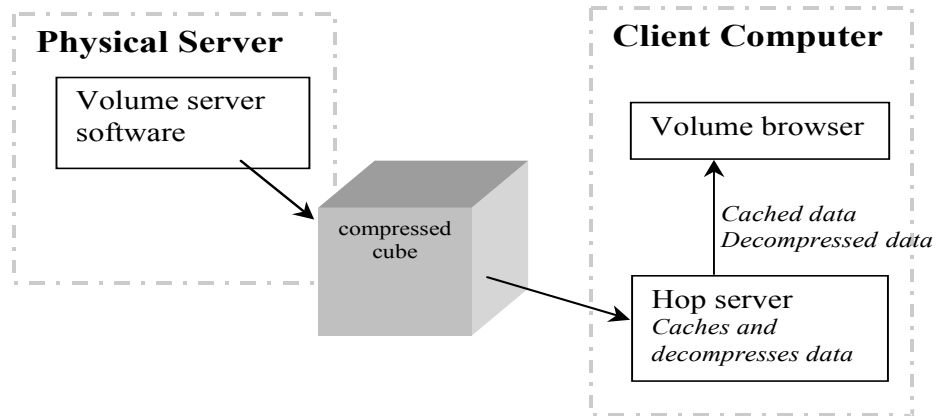 Physical Server
Volume server
software
compressed
cube
Client Computer
Volume browser
Cached data
Decompressed data
Hop server
Caches and
decompresses data